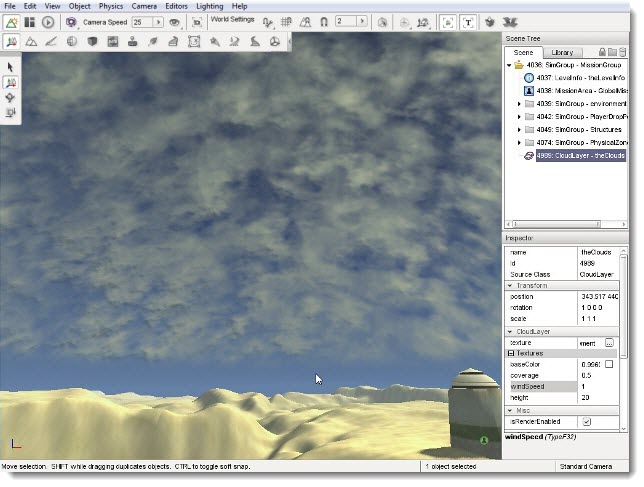 File Edit View Object Physics Camera Editors Lighting Help
Camera Speed 25 World Settings 2
Scene Tree
Scene Library
4036: SimGroup - MissionGroup
4037: LevelInfo - theLevelInfo
4038: MissionArea - GlobalMis
4039: SimGroup - environment
4042: SimGroup - PlayerDropP
4049: SimGroup - Structures
4074: SimGroup - PhysicalZone
4989: CloudLayer - theClouds
Inspector
name theClouds
Id 4989
Source Class CloudLayer
Transform
position 343.517 440
rotation 1 0 0 0
scale 1 1 1
CloudLayer
texture ment ...
Textures
baseColor 0.996
coverage 0.5
windSpeed 1
height 20
Misc
isRenderEnabled
windSpeed (TypeF32)
Move selection. SHIFT while dragging duplicates objects. CTRL to toggle soft snap. 1 object selected Standard Camera